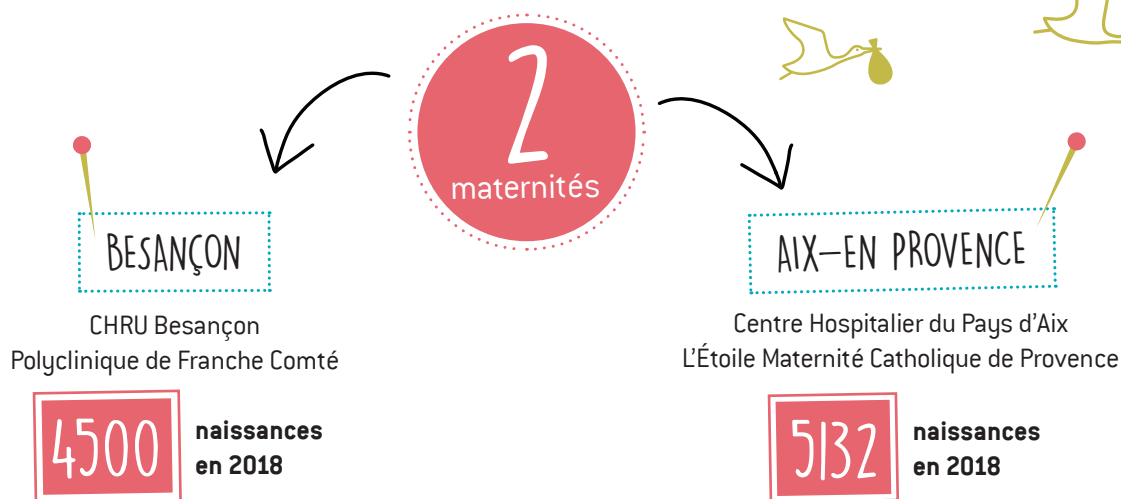 2
maternités
BESANÇON
CHRU Besançon
Polyclinique de Franche Comté
4500
naissances
en 2018
AIX–EN PROVENCE
Centre Hospitalier du Pays d’Aix
L’Étoile Maternité Catholique de Provence
5132
naissances
en 2018